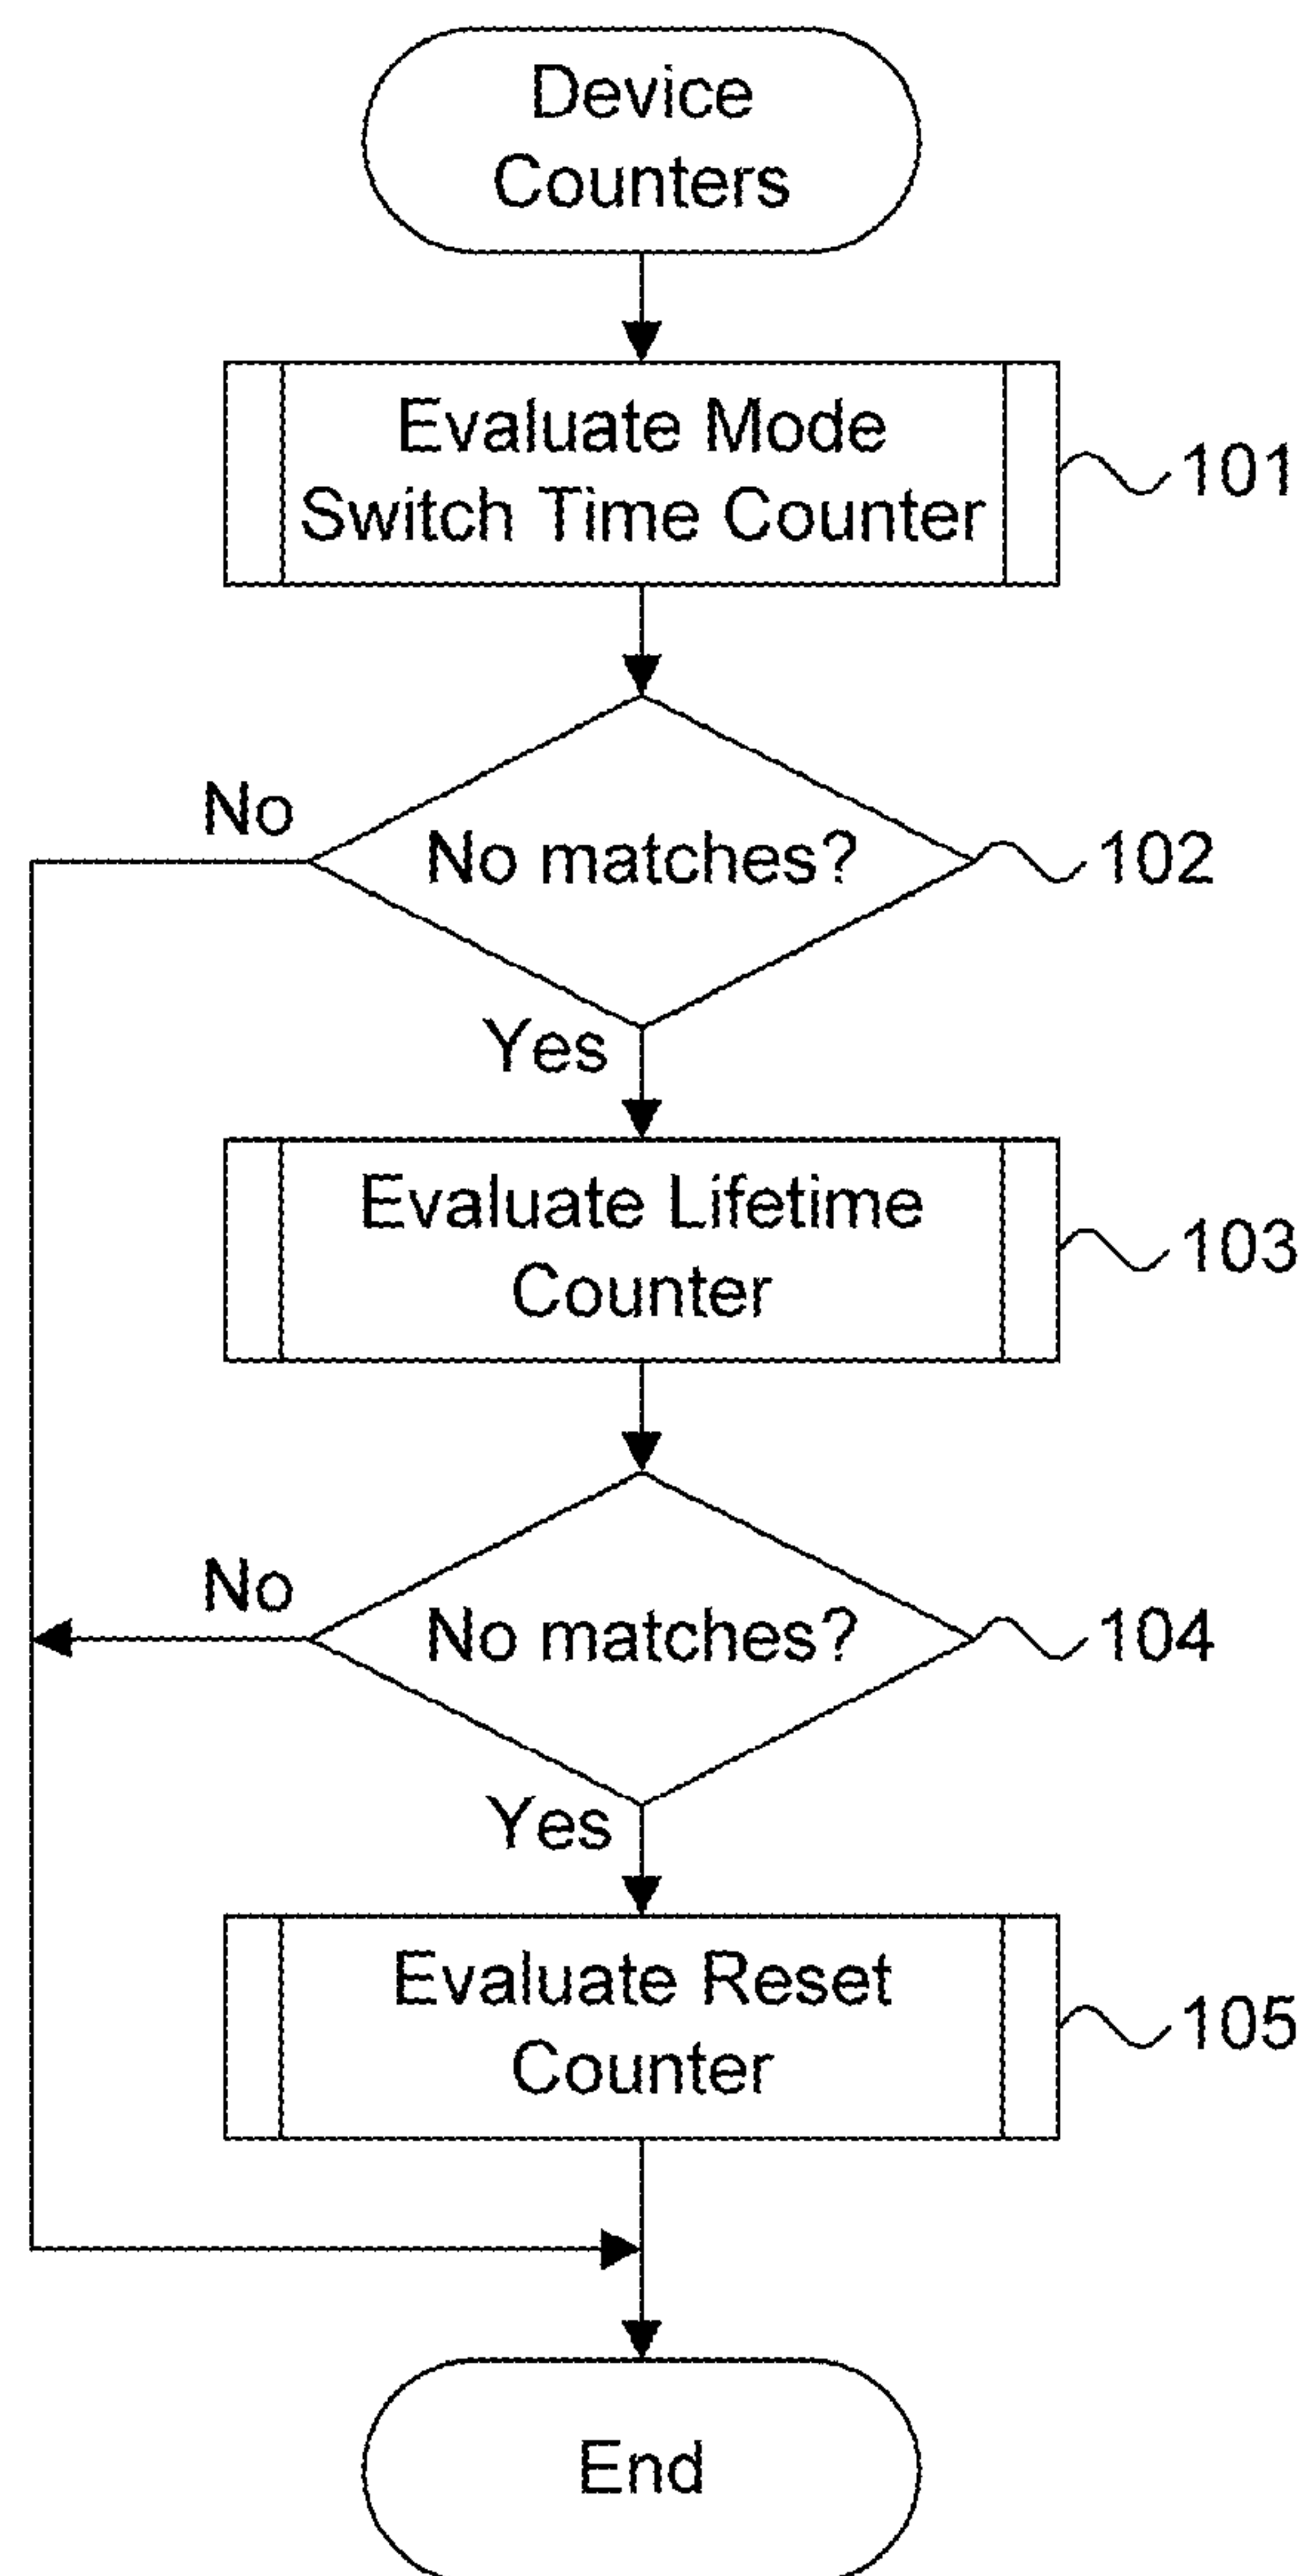 Device
Counters
Evaluate Mode
Switch Time Counter
101
No
No matches?
102
Yes
Evaluate Lifetime
Counter
103
No
No matches?
104
Yes
Evaluate Reset
Counter
105
End